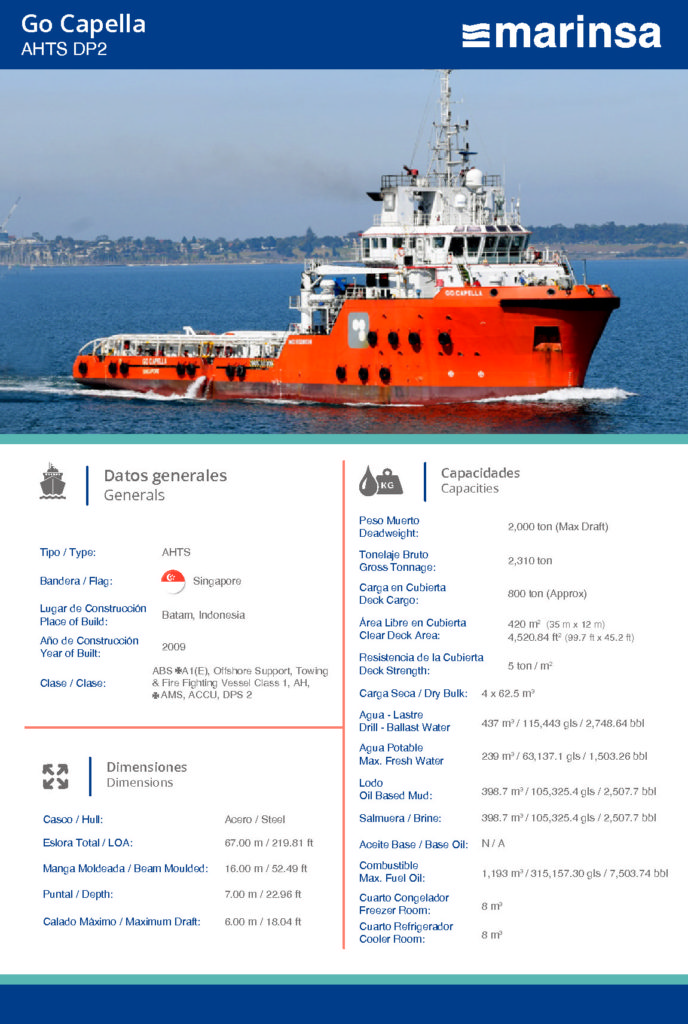 Go Capella
AHTS DP2
marinsa
GO CAPELLA
GO CAPELLA
SINGAPORE
Datos generales
Generals
Tipo / Type: AHTS
Bandera / Flag: Singapore
Lugar de Construcción
Place of Build: Batam, Indonesia
Año de Construcción
Year of Built: 2009
Clase / Clase: ABS ✠A1(E), Offshore Support, Towing
& Fire Fighting Vessel Class 1, AH,
✠AMS, ACCU, DPS 2
Dimensiones
Dimensions
Casco / Hull: Acero / Steel
Eslora Total / LOA: 67.00 m / 219.81 ft
Manga Moldeada / Beam Moulded: 16.00 m / 52.49 ft
Puntal / Depth: 7.00 m / 22.96 ft
Calado Máximo / Maximum Draft: 6.00 m / 18.04 ft
KG
Capacidades
Capacities
Peso Muerto
Deadweight: 2,000 ton (Max Draft)
Tonelaje Bruto
Gross Tonnage: 2,310 ton
Carga en Cubierta
Deck Cargo: 800 ton (Approx)
Área Libre en Cubierta
Clear Deck Area: 420 m² (35 m x 12 m)
4,520.84 ft² (99.7 ft x 45.2 ft)
Resistencia de la Cubierta
Deck Strength: 5 ton / m²
Carga Seca / Dry Bulk: 4 x 62.5 m³
Agua - Lastre
Drill - Ballast Water 437 m³ / 115,443 gls / 2,748.64 bbl
Agua Potable
Max. Fresh Water 239 m³ / 63,137.1 gls / 1,503.26 bbl
Lodo
Oil Based Mud: 398.7 m³ / 105,325.4 gls / 2,507.7 bbl
Salmuera / Brine: 398.7 m³ / 105,325.4 gls / 2,507.7 bbl
Aceite Base / Base Oil: N / A
Combustible
Max. Fuel Oil: 1,193 m³ / 315,157.30 gls / 7,503.74 bbl
Cuarto Congelador
Freezer Room: 8 m³
Cuarto Refrigerador
Cooler Room: 8 m³